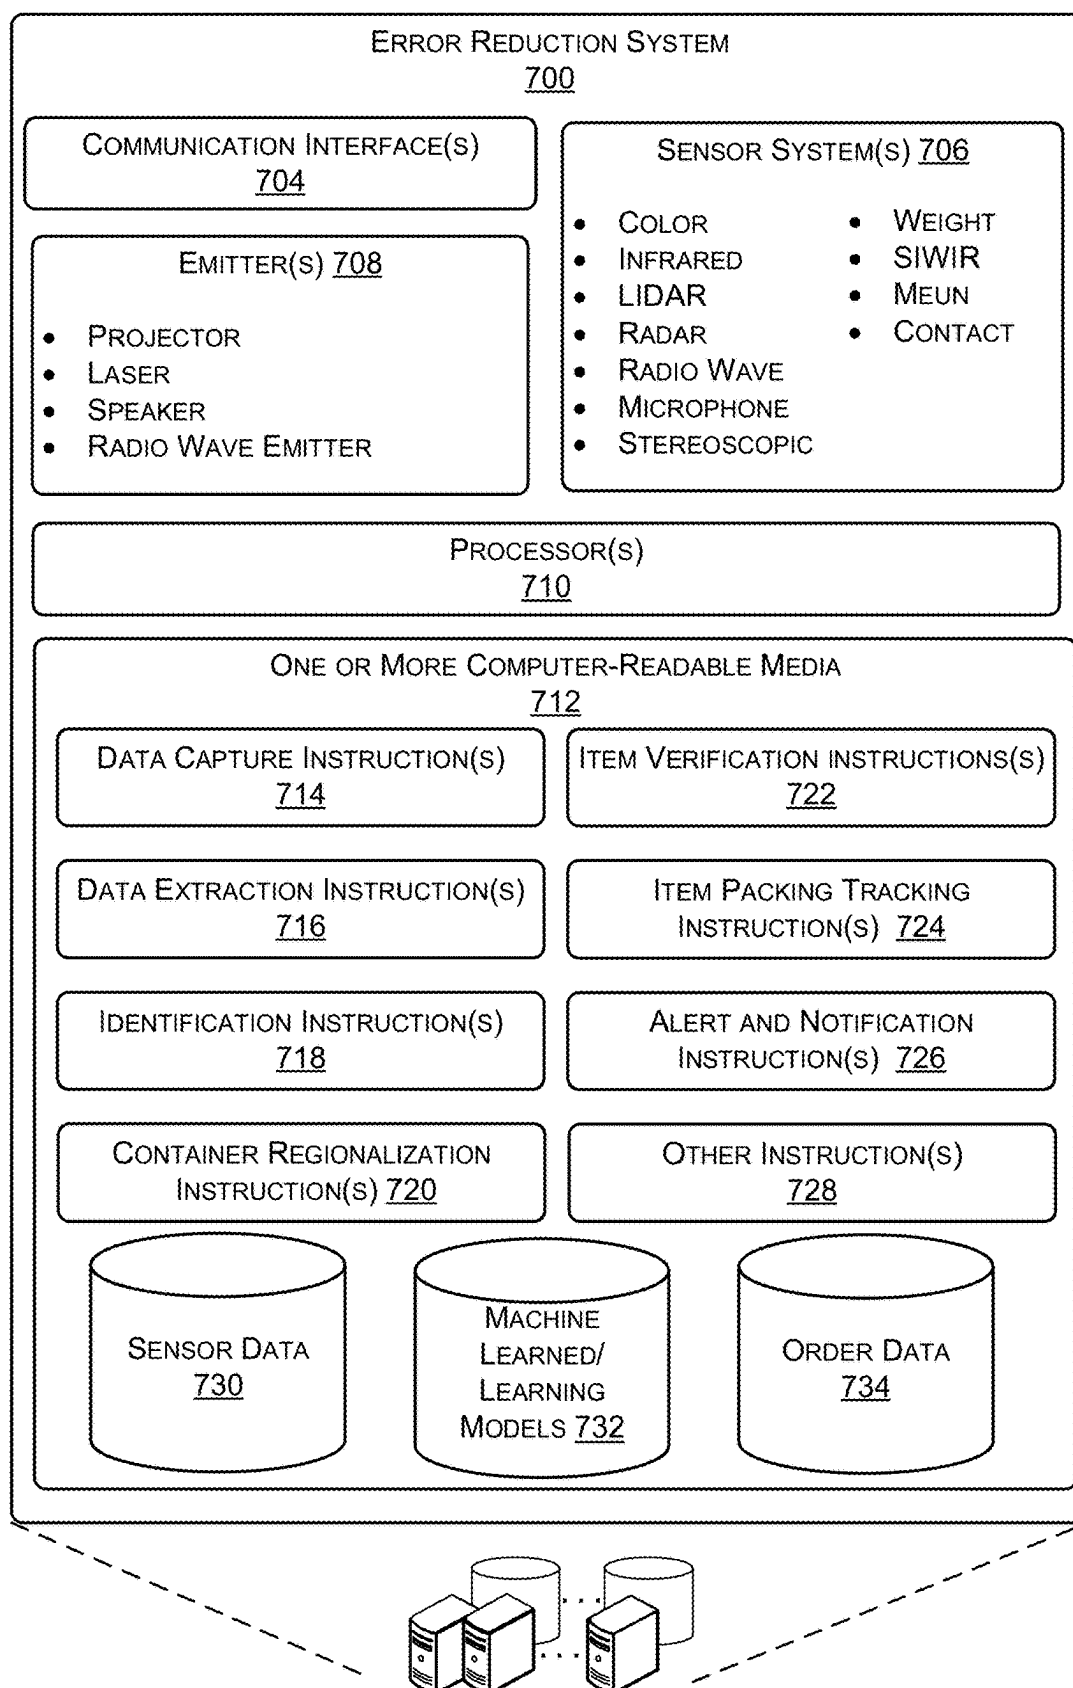 ERROR REDUCTION SYSTEM
700
COMMUNICATION INTERFACE(S)
704
EMITTER(S) 708
• PROJECTOR
• LASER
• SPEAKER
• RADIO WAVE EMITTER
SENSOR SYSTEM(S) 706
• COLOR
• INFRARED
• LIDAR
• RADAR
• RADIO WAVE
• MICROPHONE
• STEREOSCOPIC
• WEIGHT
• SIWIR
• MEUN
• CONTACT
PROCESSOR(S)
710
ONE OR MORE COMPUTER-READABLE MEDIA
712
DATA CAPTURE INSTRUCTION(S)
714
ITEM VERIFICATION INSTRUCTIONS(S)
722
DATA EXTRACTION INSTRUCTION(S)
716
ITEM PACKING TRACKING
INSTRUCTION(S) 724
IDENTIFICATION INSTRUCTION(S)
718
ALERT AND NOTIFICATION
INSTRUCTION(S) 726
CONTAINER REGIONALIZATION
INSTRUCTION(S) 720
OTHER INSTRUCTION(S)
728
SENSOR DATA
730
MACHINE
LEARNED/
LEARNING
MODELS 732
ORDER DATA
734